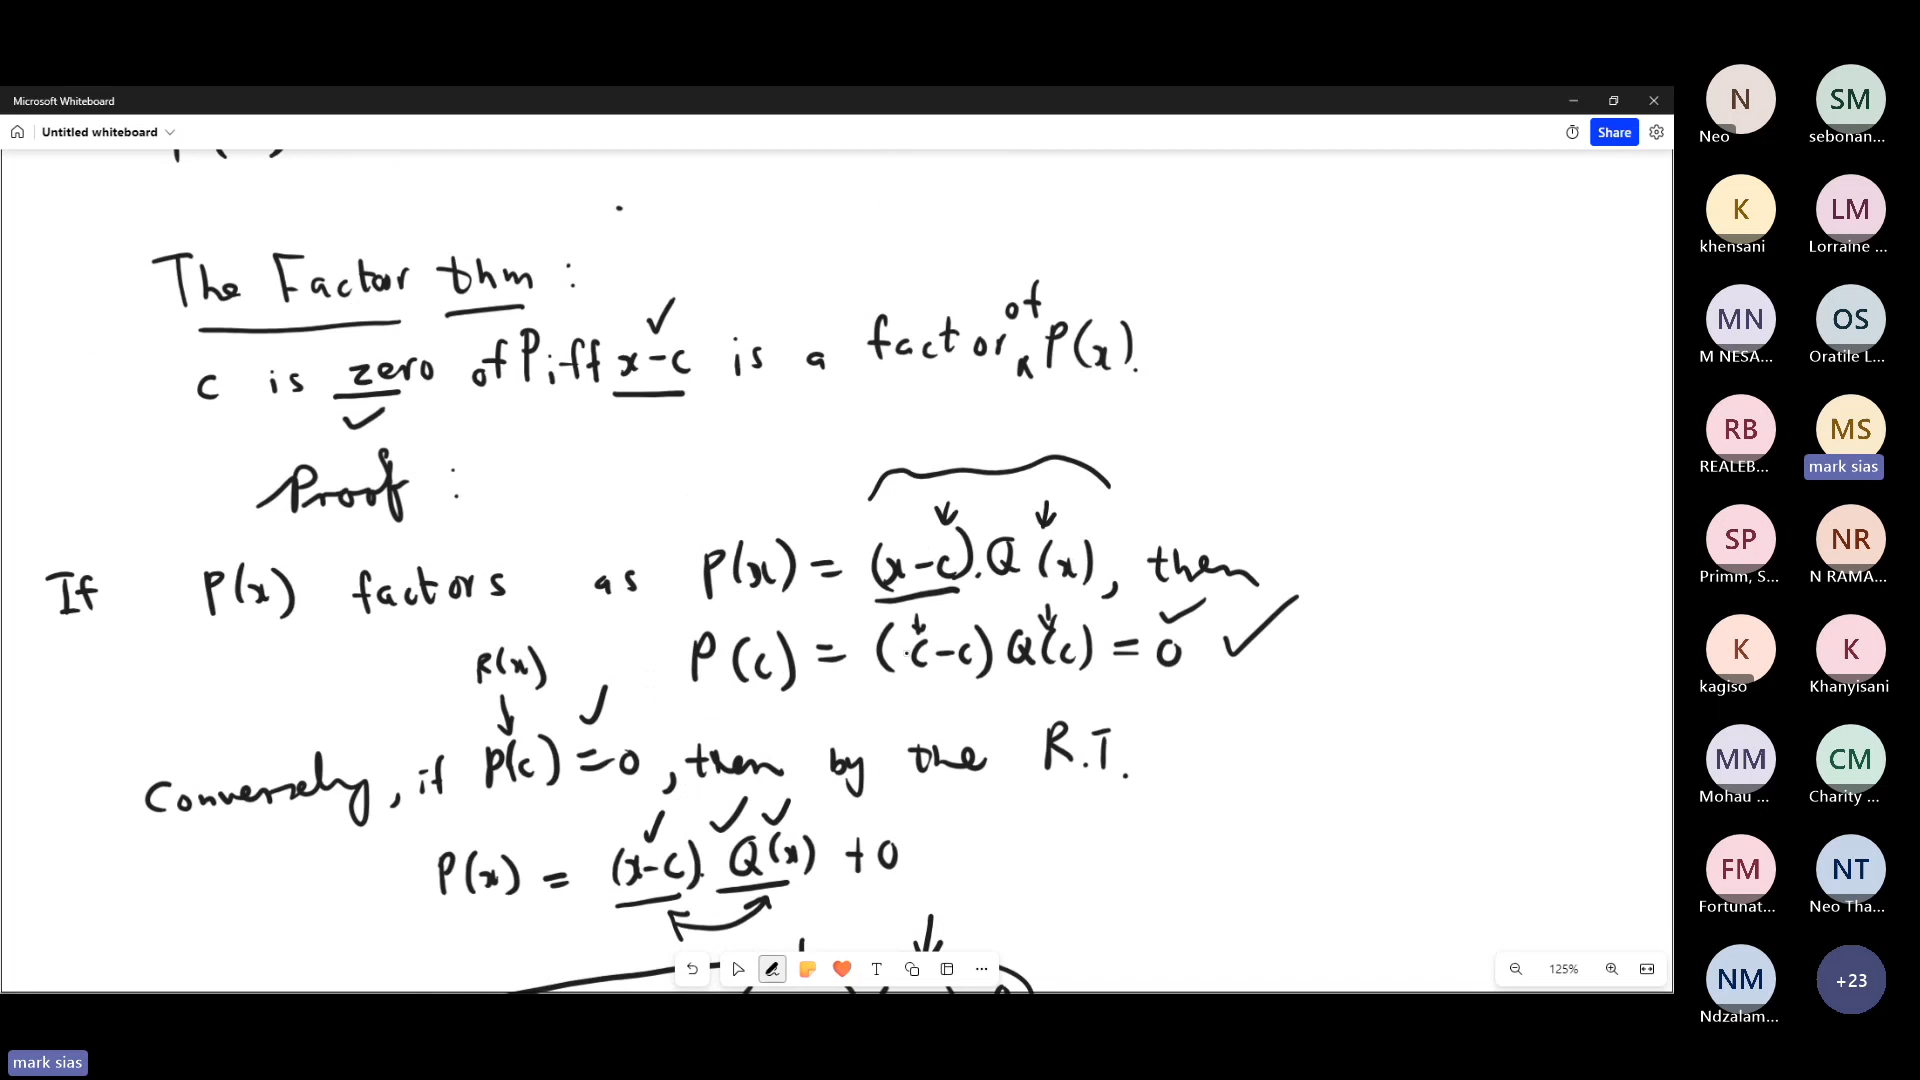 Microsoft Whiteboard
Untitled whiteboard
Share
The Factor thm :
c is zero of P iff x-c is a factor of P(x).
Proof :
If P(x) factors as P(x) = (x-c). Q(x), then
P(c) = (c-c) Q(c) = 0
R(x)
Conversely, if P(c) = 0, then by the R.T.
P(x) = (x-c). Q(x) + 0
125%
N
Neo
SM
sebonan...
K
khensani
LM
Lorraine ...
MN
M NESA...
OS
Oratile L...
RB
REALEB...
MS
mark sias
SP
Primm, S...
NR
N RAMA...
K
kagiso
K
Khanyisani
MM
Mohau ...
CM
Charity ...
FM
Fortunat...
NT
Neo Tha...
NM
Ndzalam...
+23
mark sias